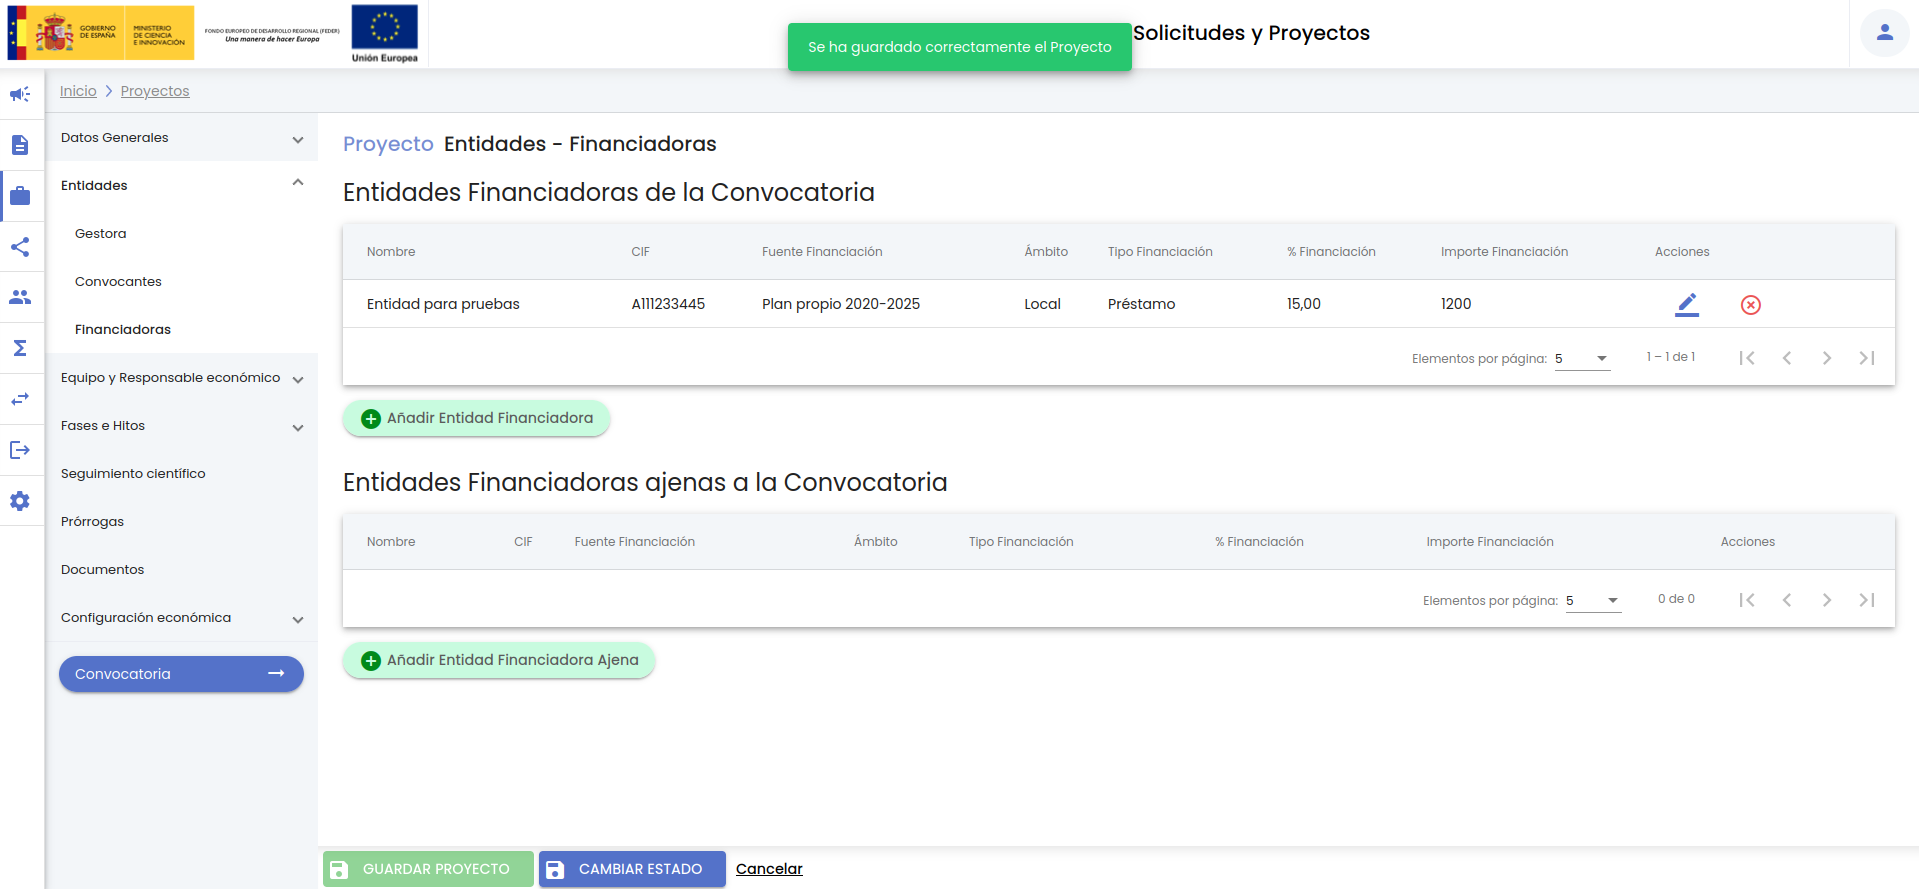 GOBIERNO
DE ESPAÑA
MINISTERIO
DE CIENCIA
E INNOVACIÓN
FONDO EUROPEO DE DESARROLLO REGIONAL (FEDER)
Una manera de hacer Europa
Unión Europea
Se ha guardado correctamente el Proyecto
Solicitudes y Proyectos
Inicio > Proyectos
Datos Generales
Entidades
Gestora
Convocantes
Financiadoras
Equipo y Responsable económico
Fases e Hitos
Seguimiento científico
Prórrogas
Documentos
Configuración económica
Convocatoria
Proyecto Entidades - Financiadoras
Entidades Financiadoras de la Convocatoria
Nombre CIF Fuente Financiación Ámbito Tipo Financiación % Financiación Importe Financiación Acciones
Entidad para pruebas A111233445 Plan propio 2020-2025 Local Préstamo 15,00 1200
Elementos por página: 5 1 – 1 de 1
Añadir Entidad Financiadora
Entidades Financiadoras ajenas a la Convocatoria
Nombre CIF Fuente Financiación Ámbito Tipo Financiación % Financiación Importe Financiación Acciones
Elementos por página: 5 0 de 0
Añadir Entidad Financiadora Ajena
GUARDAR PROYECTO CAMBIAR ESTADO Cancelar